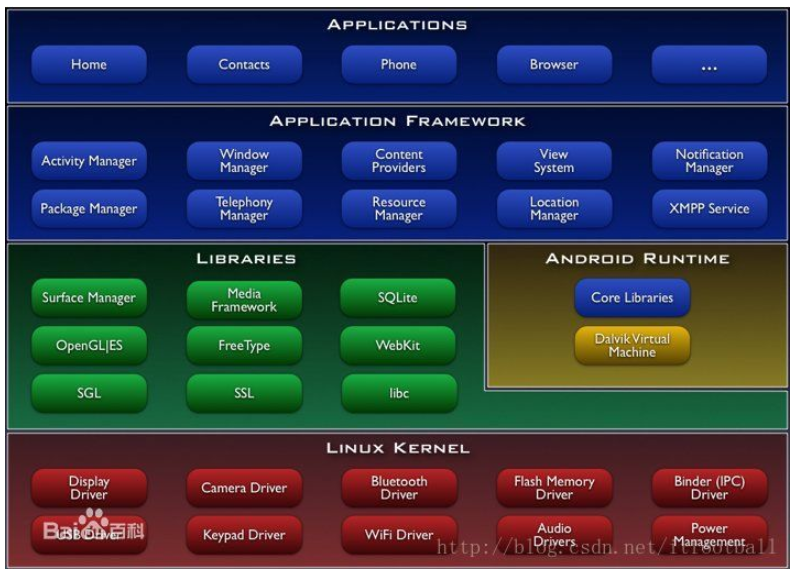 APPLICATIONS
Home
Contacts
Phone
Browser
...
APPLICATION FRAMEWORK
Activity Manager
Window
Manager
Content
Providers
View
System
Notification
Manager
Package Manager
Telephony
Manager
Resource
Manager
Location
Manager
XMPP Service
LIBRARIES
ANDROID RUNTIME
Surface Manager
Media
Framework
SQLite
Core Libraries
OpenGL|ES
FreeType
WebKit
Dalvik Virtual
Machine
SGL
SSL
libc
LINUX KERNEL
Display
Driver
Camera Driver
Bluetooth
Driver
Flash Memory
Driver
Binder (IPC)
Driver
USB Driver
Keypad Driver
WiFi Driver
Audio
Drivers
Power
Management
Bai百科
http://blog.csdn.net/itfootball